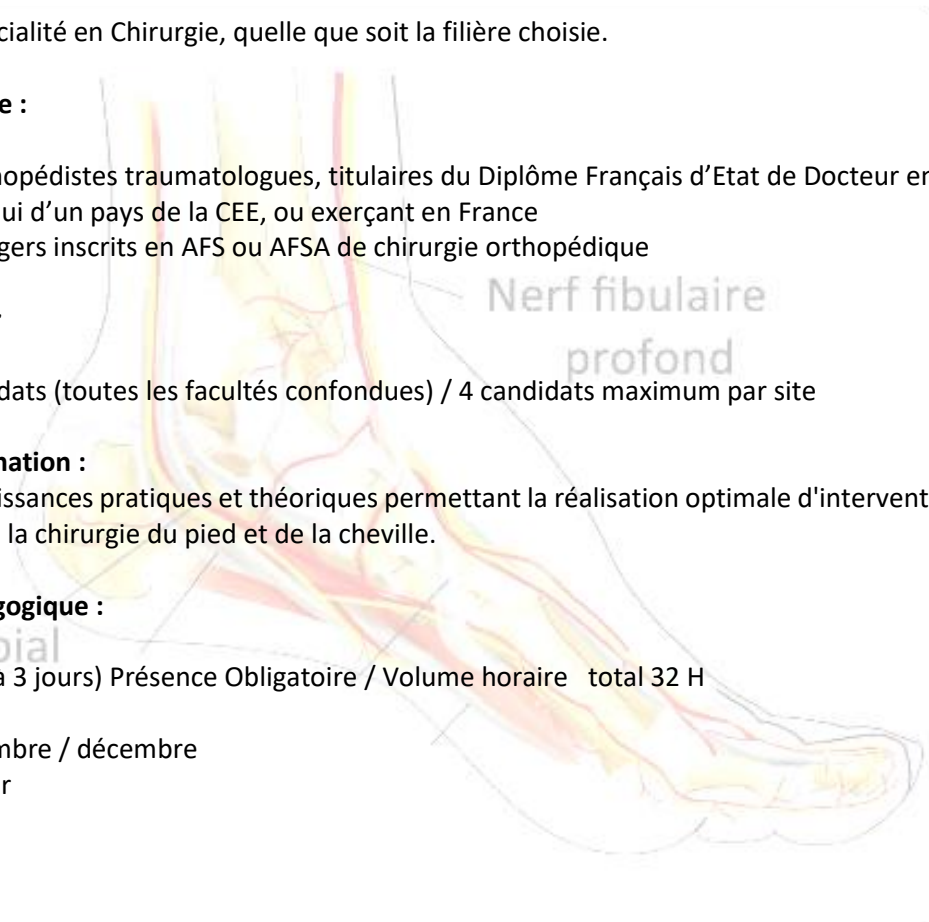 cialité en Chirurgie, quelle que soit la filière choisie.
e :
opédistes traumatologues, titulaires du Diplôme Français d’Etat de Docteur en
ui d’un pays de la CEE, ou exerçant en France
gers inscrits en AFS ou AFSA de chirurgie orthopédique
Nerf fibulaire
profond
dats (toutes les facultés confondues) / 4 candidats maximum par site
nation :
issances pratiques et théoriques permettant la réalisation optimale d'intervent
la chirurgie du pied et de la cheville.
gogique :
bial
à 3 jours) Présence Obligatoire / Volume horaire total 32 H
mbre / décembre
r